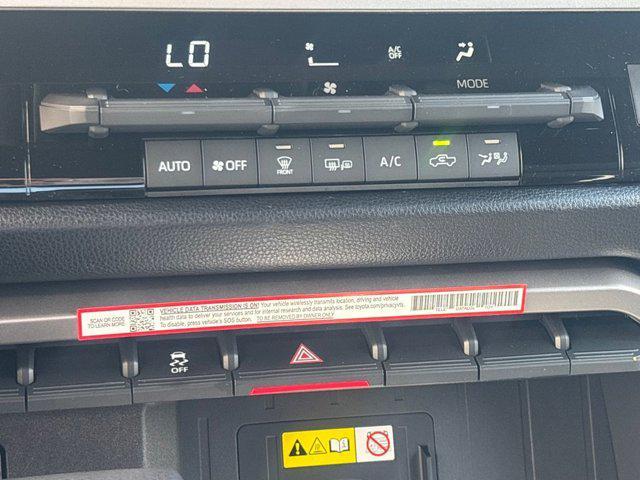 LO
A/C
OFF
MODE
AUTO
OFF
FRONT
A/C
SCAN QR CODE
TO LEARN MORE
VEHICLE DATA TRANSMISSION IS ON! Your vehicle wirelessly transmits location, driving and vehicle
health data to deliver your services and for internal research and data analysis. See toyota.com/privacyvts.
To disable, press vehicle's SOS button. TO BE REMOVED BY OWNER ONLY
OFF